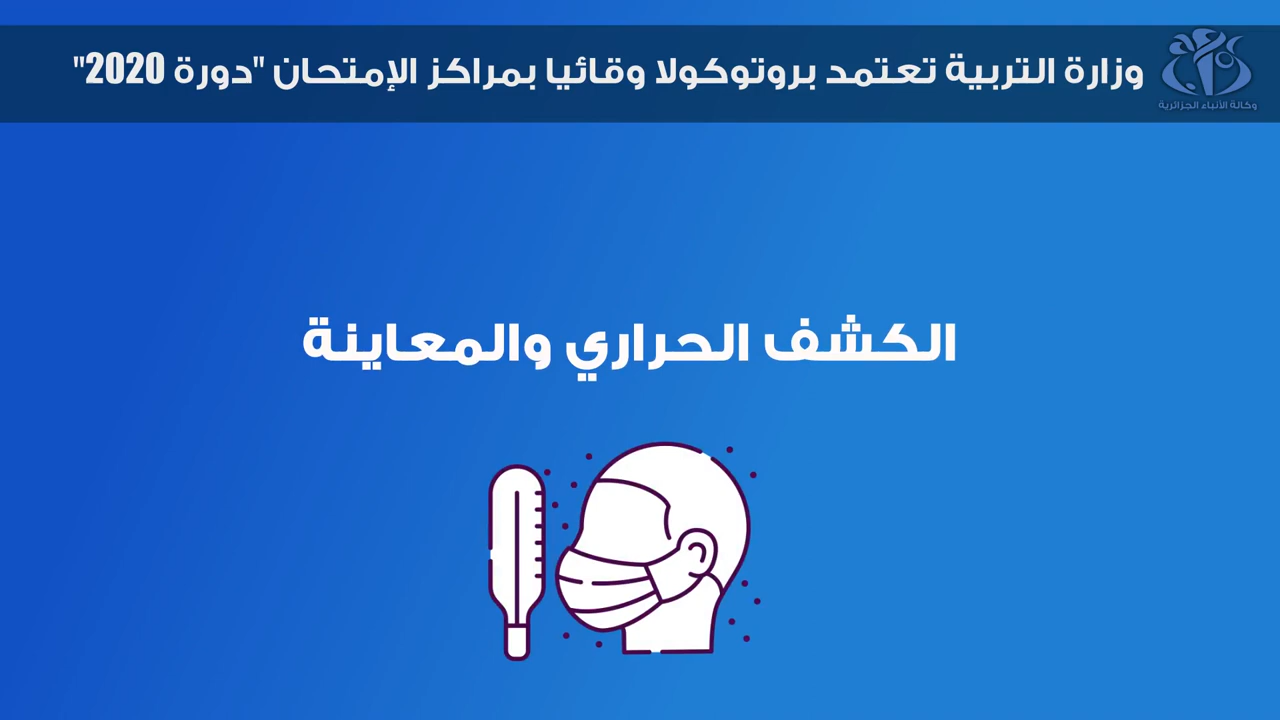 وزارة التربية تعتمد بروتوكولا وقائيا بمراكز الإمتحان "دورة 2020"
وكالة الأنباء الجزائرية
الكشف الحراري والمعاينة